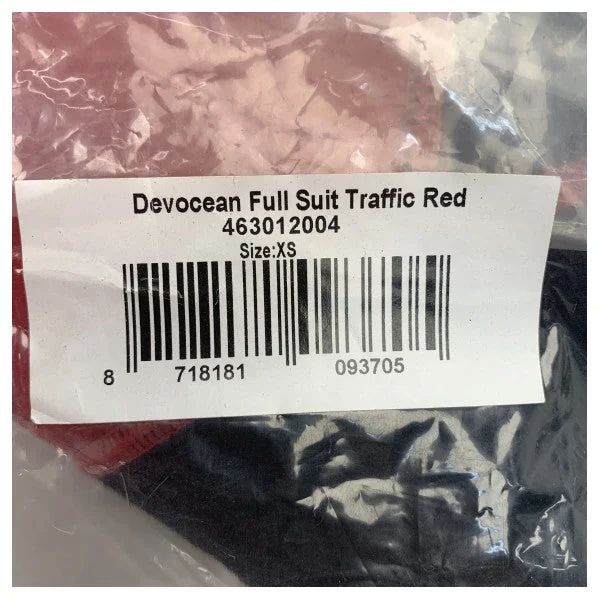 Devocean Full Suit Traffic Red
463012004
Size:XS
8 718181 093705